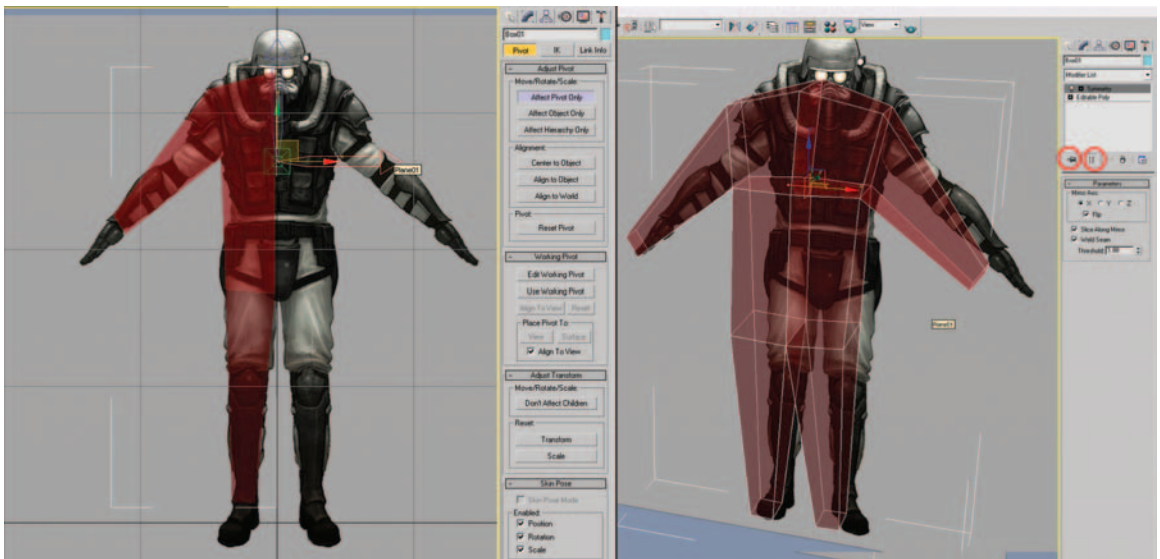 Box01
Pivot IK Link Info
- Adjust Pivot
Move/Rotate/Scale:
Affect Pivot Only
Affect Object Only
Affect Hierarchy Only
Alignment:
Center to Object
Align to Object
Align to World
Pivot:
Reset Pivot
- Working Pivot
Edit Working Pivot
Use Working Pivot
Align To View Reset
Place Pivot To:
View Surface
Align To View
- Adjust Transform
Move/Rotate/Scale:
Don't Affect Children
Reset:
Transform
Scale
- Skin Pose
Skin Pose Mode
Enabled:
Position
Rotation
Scale
Plane01
View
Box01
Modifier List
Symmetry
Editable Poly
- Parameters
Mirror Axis:
X Y Z
Flip
Slice Along Mirror
Weld Seam
Threshold:
Plane01